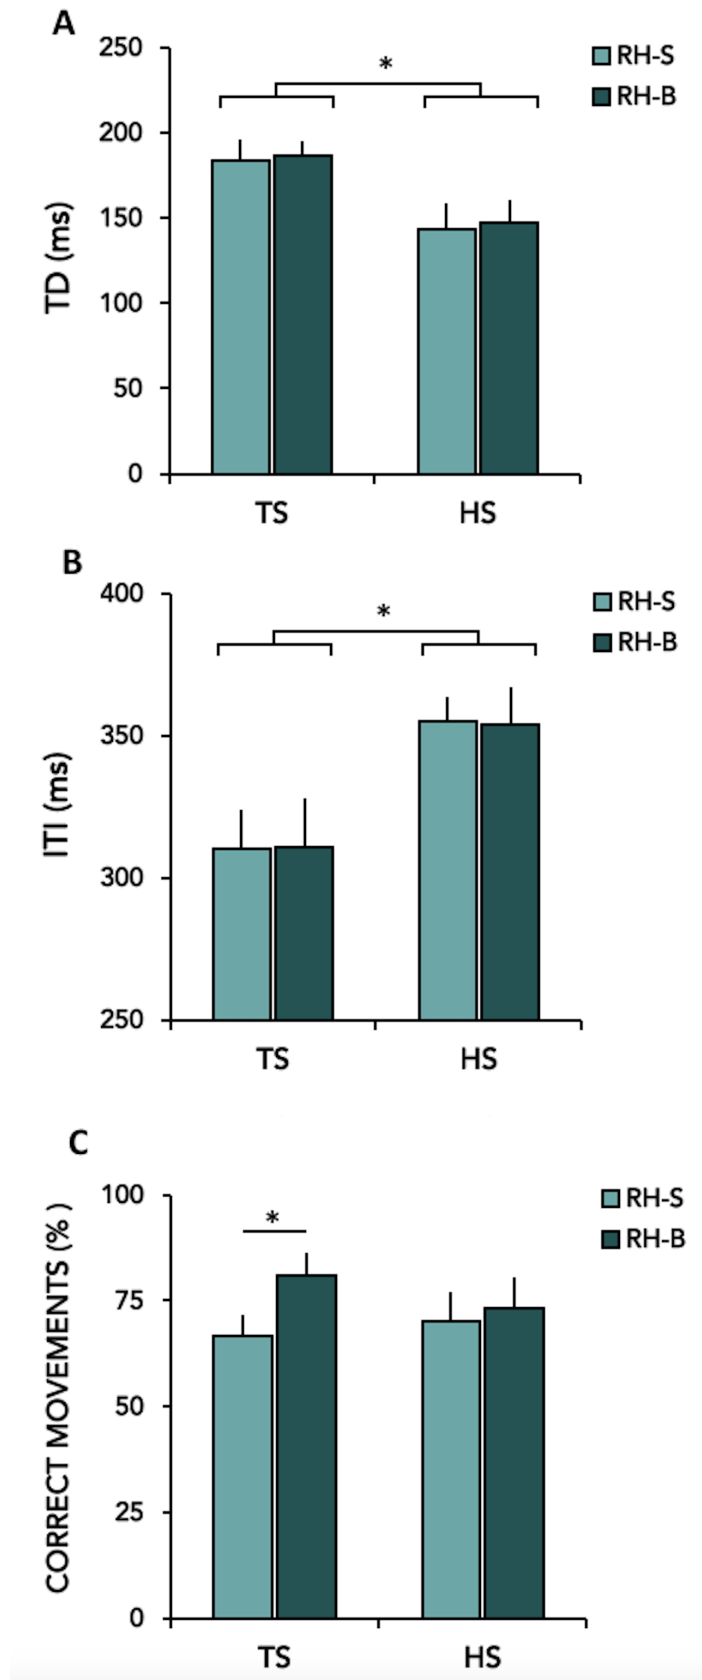 A
250
200
150
100
50
0
TD (ms)
*
RH-S
RH-B
TS
HS
B
400
350
300
250
ITI (ms)
*
RH-S
RH-B
TS
HS
C
100
75
50
25
0
CORRECT MOVEMENTS (% )
*
RH-S
RH-B
TS
HS